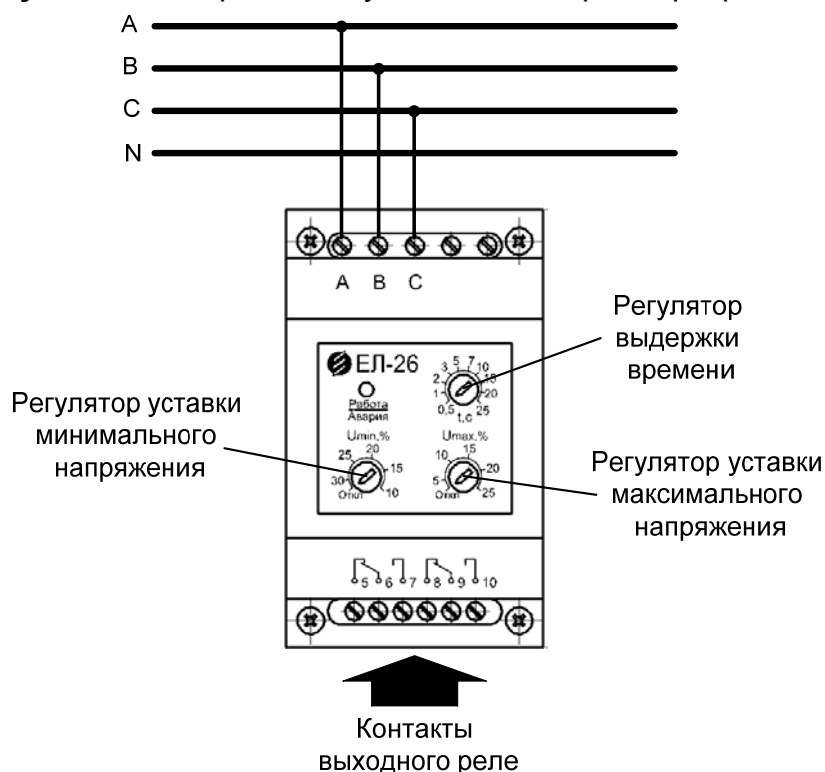 A
B
C
N
A B C
ЕЛ-26
Работа
Авария
0,5 1 2 3 5 7 10 15 20 25
t,с
Umin,%
Откл 30 25 20 15 10
Umax,%
Откл 5 10 15 20 25
Регулятор
выдержки
времени
Регулятор уставки
минимального
напряжения
Регулятор уставки
максимального
напряжения
5 6 7 8 9 10
Контакты
выходного реле